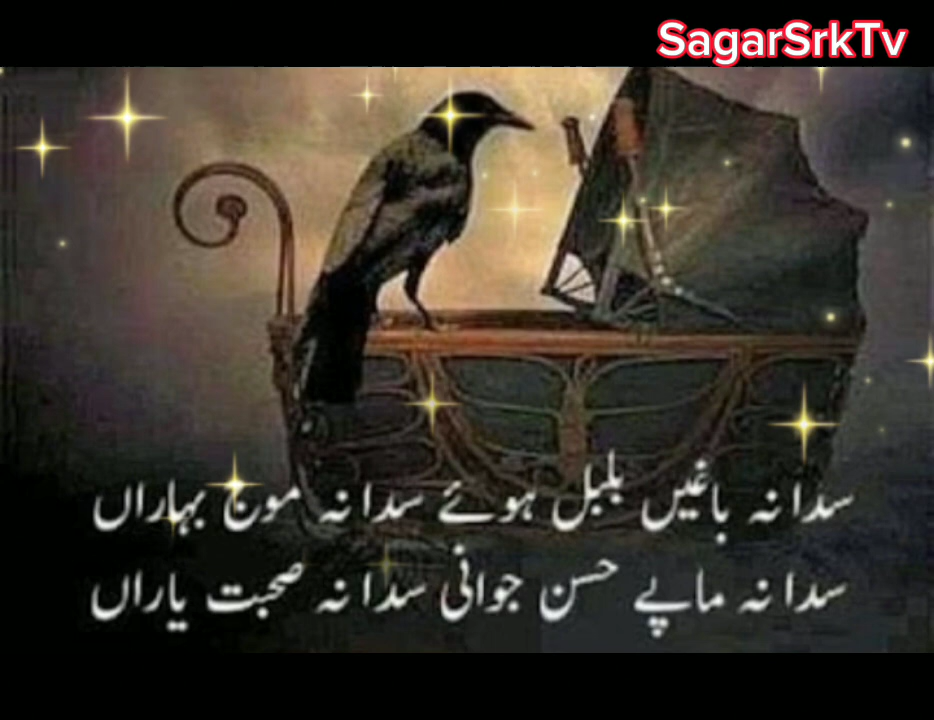 SagarSrkTv
سدا نہ باغیں بلبل ہوئے سدا نہ موج بہاراں
سدا نہ ماپے حسن جوانی سدا نہ صحبت یاراں